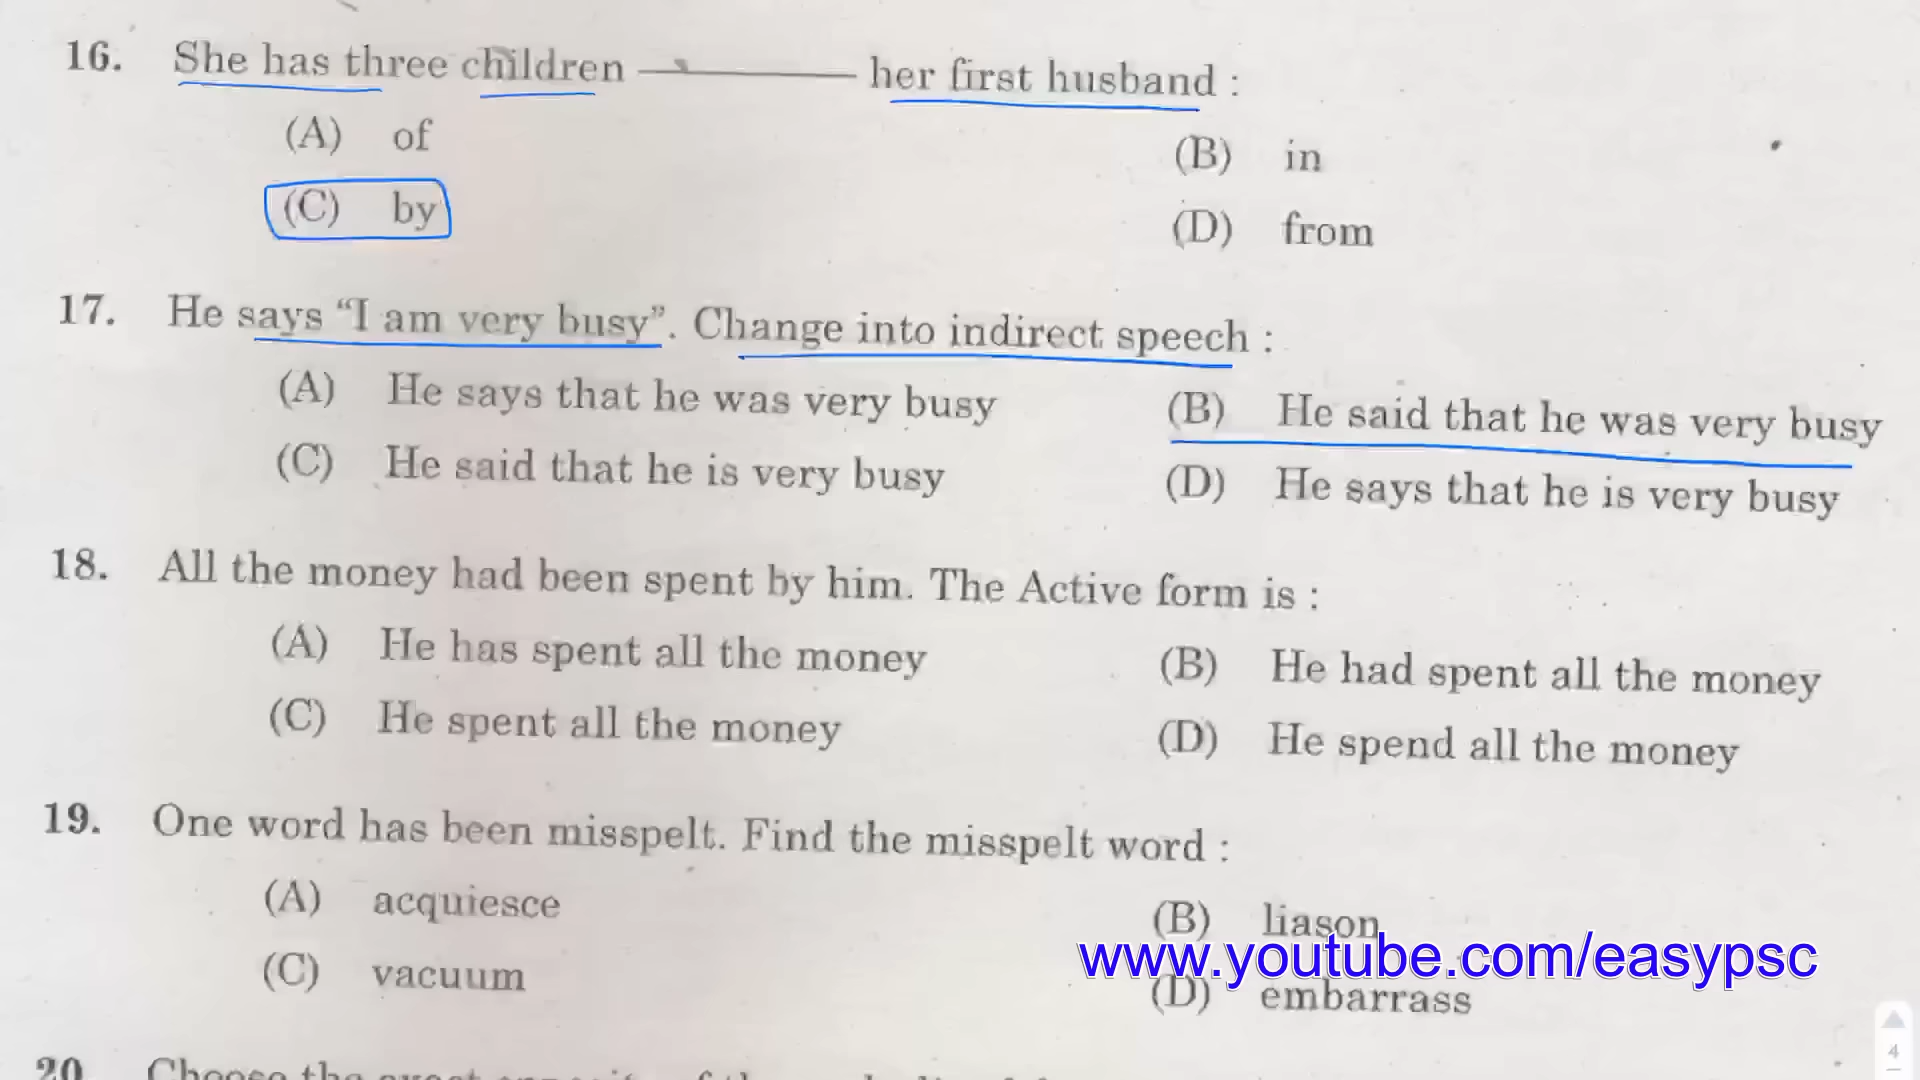 16. She has three children ———— her first husband :
(A) of
(B) in
(C) by
(D) from
17. He says “I am very busy”. Change into indirect speech :
(A) He says that he was very busy
(B) He said that he was very busy
(C) He said that he is very busy
(D) He says that he is very busy
18. All the money had been spent by him. The Active form is :
(A) He has spent all the money
(B) He had spent all the money
(C) He spent all the money
(D) He spend all the money
19. One word has been misspelt. Find the misspelt word :
(A) acquiesce
(B) liason
www.youtube.com/easypsc
(C) vacuum
(D) embarrass
4
20. Choose the